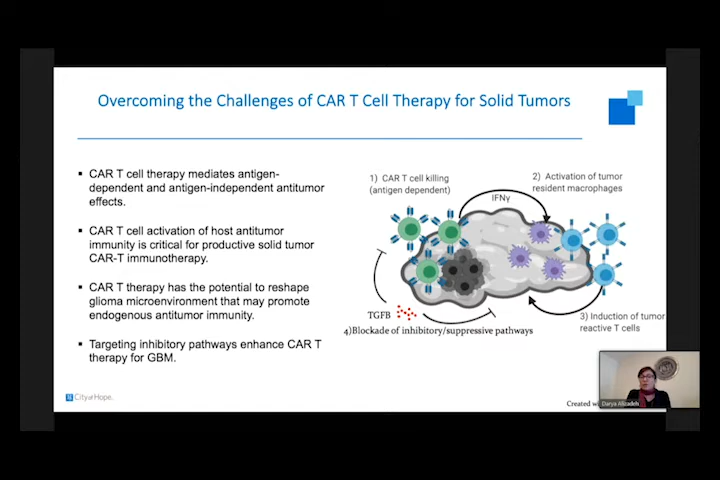 Overcoming the Challenges of CAR T Cell Therapy for Solid Tumors
▪ CAR T cell therapy mediates antigen-
dependent and antigen-independent antitumor
effects.
▪ CAR T cell activation of host antitumor
immunity is critical for productive solid tumor
CAR-T immunotherapy.
▪ CAR T therapy has the potential to reshape
glioma microenvironment that may promote
endogenous antitumor immunity.
▪ Targeting inhibitory pathways enhance CAR T
therapy for GBM.
1) CAR T cell killing
(antigen dependent)
2) Activation of tumor
resident macrophages
IFNγ
TGFB
4)Blockade of inhibitory/suppressive pathways
3) Induction of tumor
reactive T cells
City of Hope.
Created
Darya Alizadeh